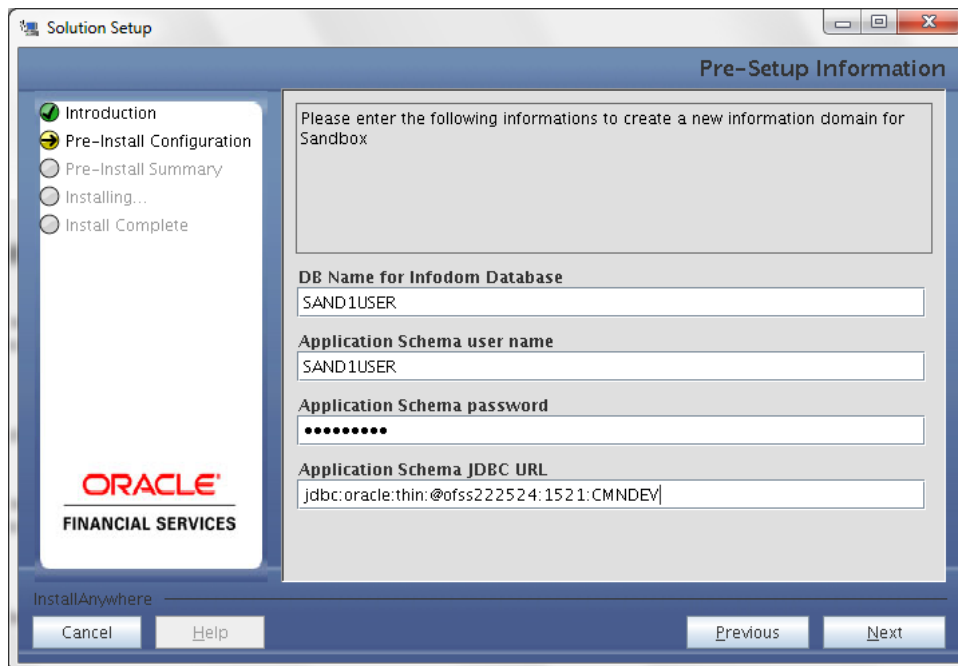 Solution Setup
Pre-Setup Information
Introduction
Pre-Install Configuration
Pre-Install Summary
Installing...
Install Complete
ORACLE®
FINANCIAL SERVICES
Please enter the following informations to create a new information domain for
Sandbox
DB Name for Infodom Database
SAND1USER
Application Schema user name
SAND1USER
Application Schema password
•••••••••
Application Schema JDBC URL
jdbc:oracle:thin:@ofss222524:1521:CMNDEV
InstallAnywhere
Cancel
Help
Previous
Next